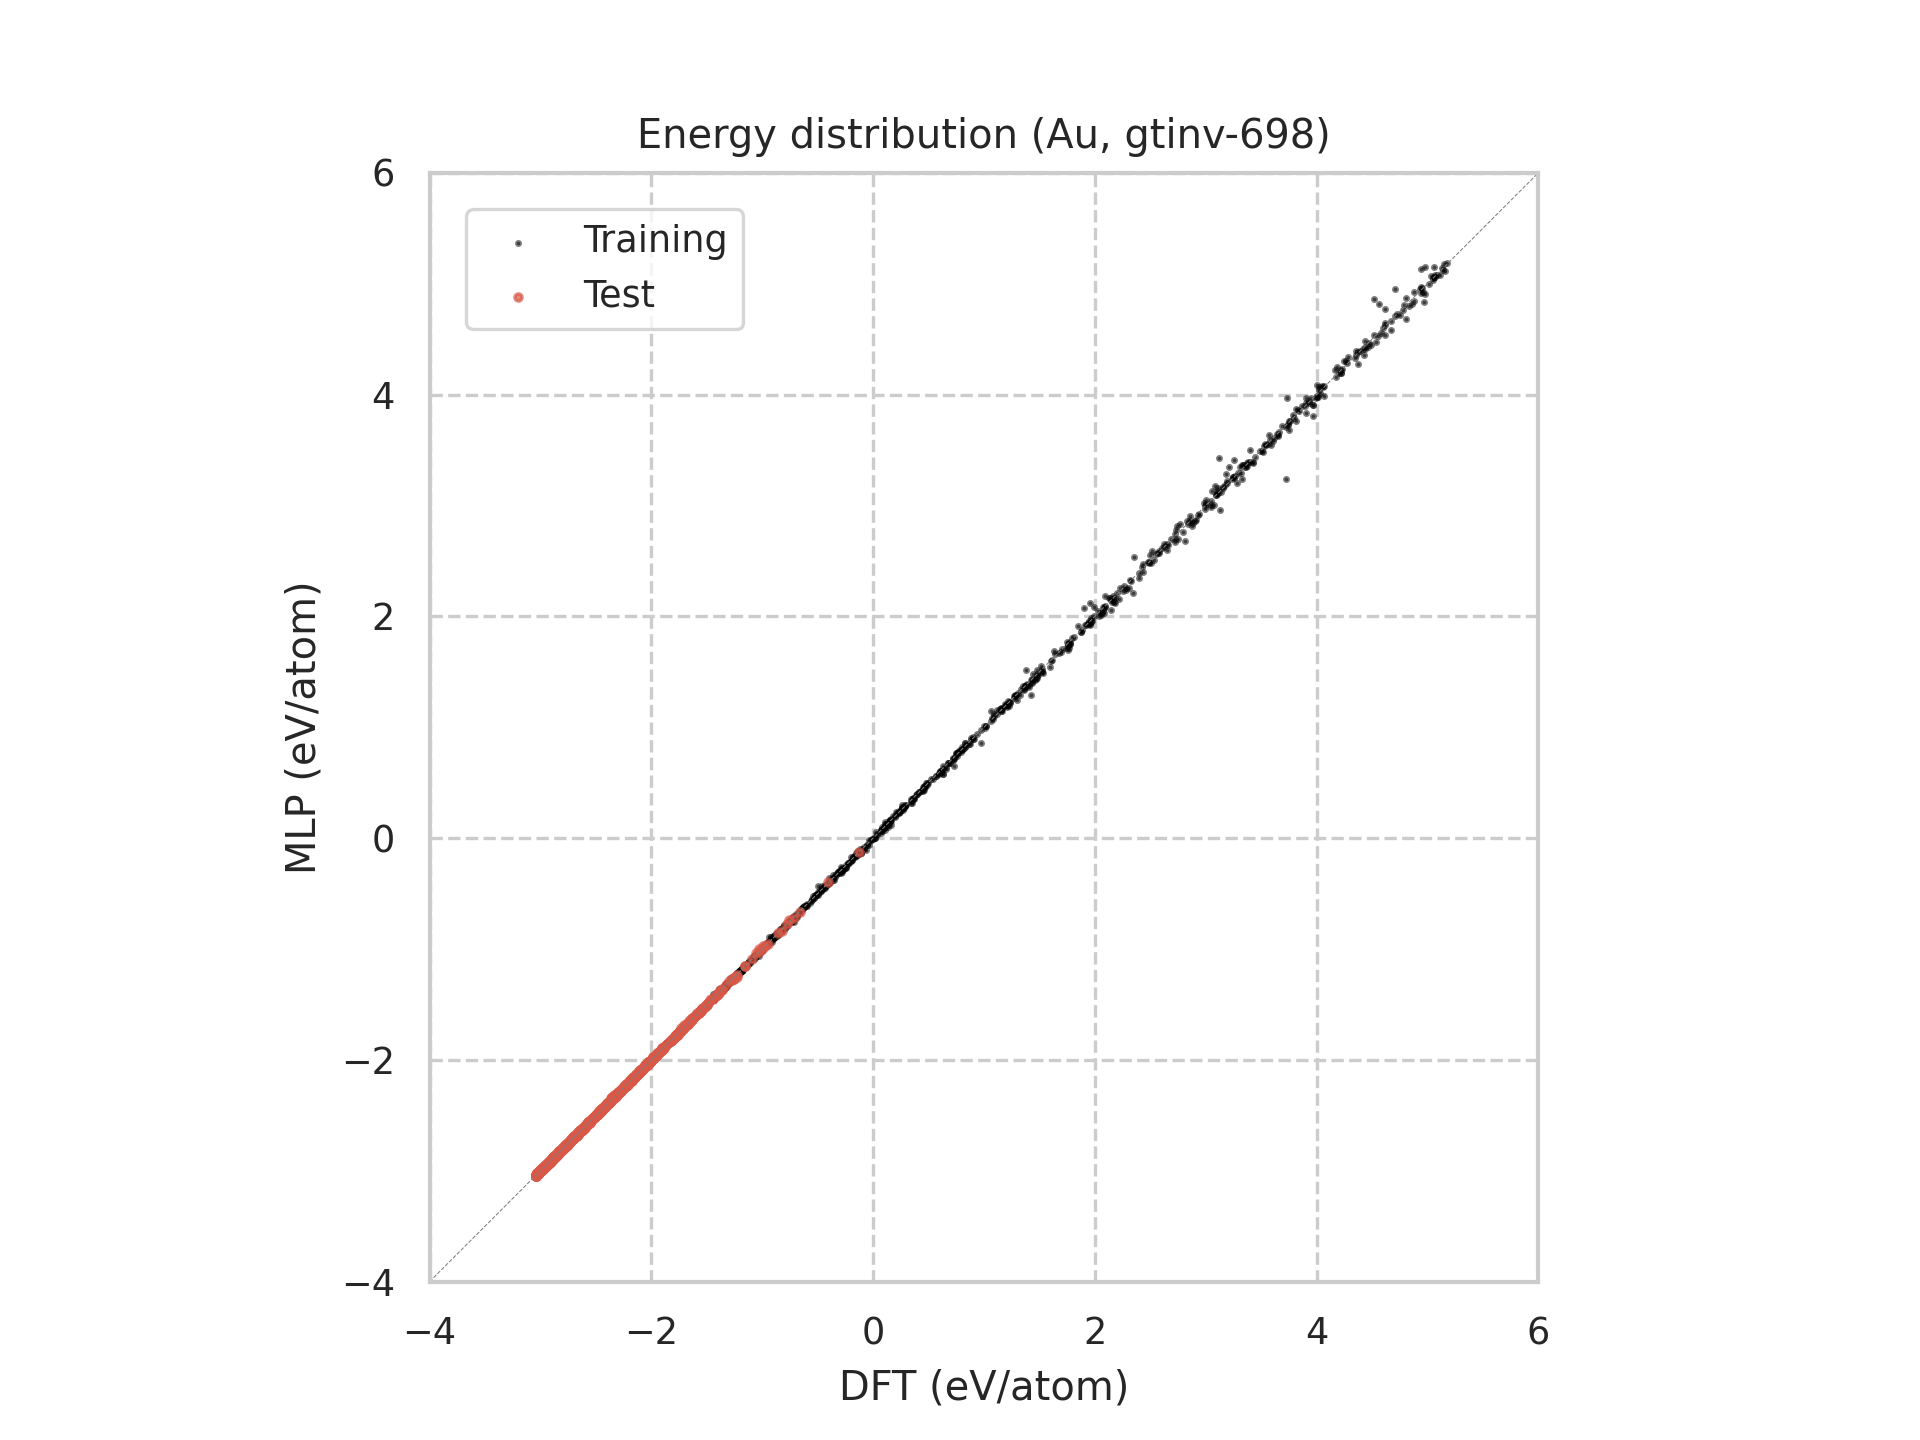 Energy distribution (Au, gtinv-698)
Training
Test
6
4
2
0
−2
−4
MLP (eV/atom)
−4 −2 0 2 4 6
DFT (eV/atom)